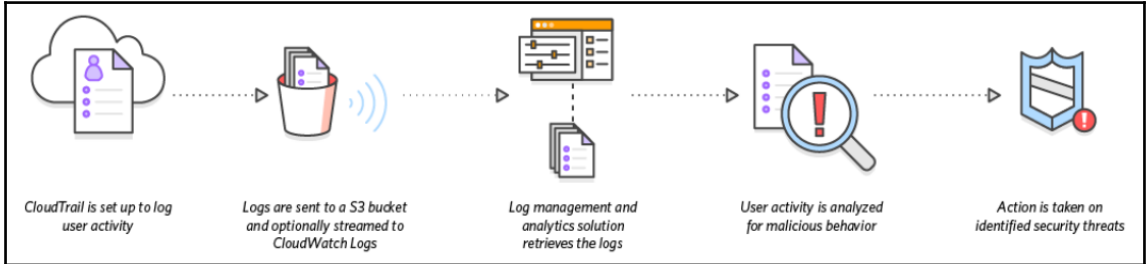 CloudTrail is set up to log
user activity
Logs are sent to a S3 bucket
and optionally streamed to
CloudWatch Logs
Log management and
analytics solution
retrieves the logs
User activity is analyzed
for malicious behavior
Action is taken on
identified security threats